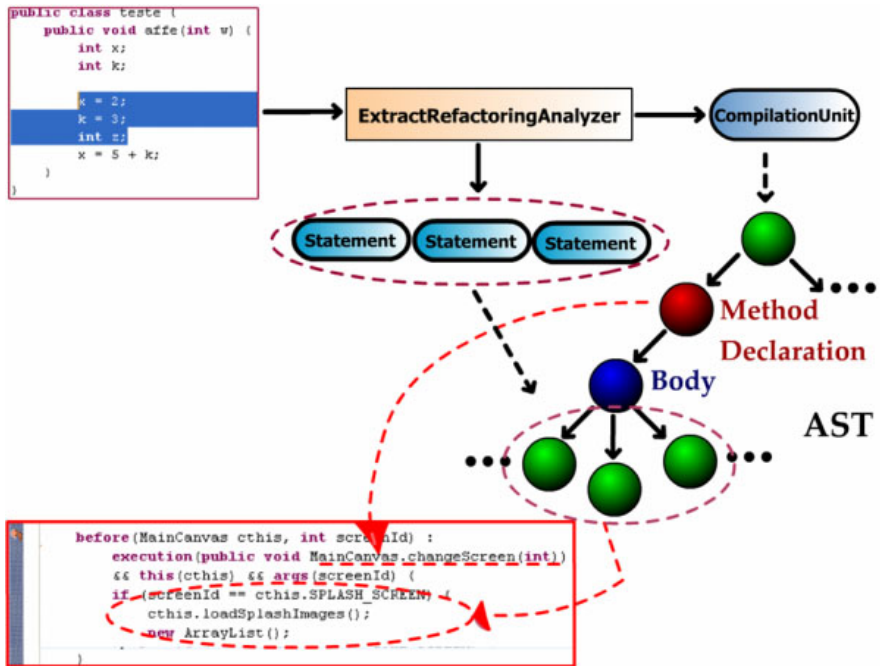 public class teste {
public void affe(int w) {
int x;
int k;
x = 2;
k = 3;
int z;
x = 5 + k;
}
}
ExtractRefactoringAnalyzer
CompilationUnit
Statement
Statement
Statement
Method
Declaration
Body
AST
before(MainCanvas cthis, int screenId) :
execution(public void MainCanvas.changeScreen(int))
&& this(cthis) && args(screenId) {
if (screenId == cthis.SPLASH_SCREEN) {
cthis.loadSplashImages();
new ArrayList();
}